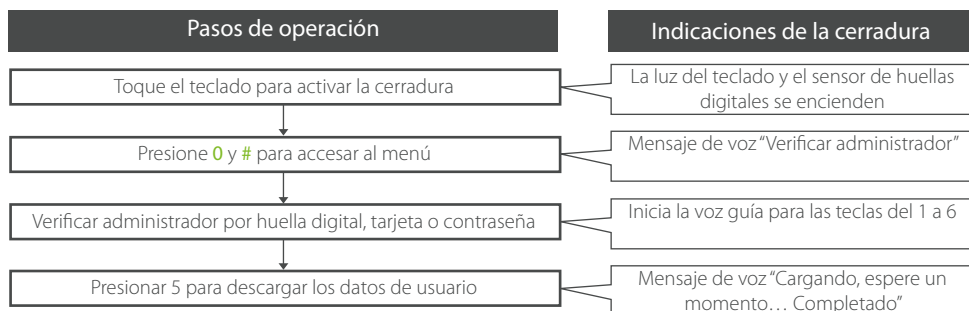 Pasos de operación
Indicaciones de la cerradura
Toque el teclado para activar la cerradura
La luz del teclado y el sensor de huellas
digitales se encienden
Presione 0 y # para accesar al menú
Mensaje de voz “Verificar administrador”
Verificar administrador por huella digital, tarjeta o contraseña
Inicia la voz guía para las teclas del 1 a 6
Presionar 5 para descargar los datos de usuario
Mensaje de voz “Cargando, espere un
momento… Completado”